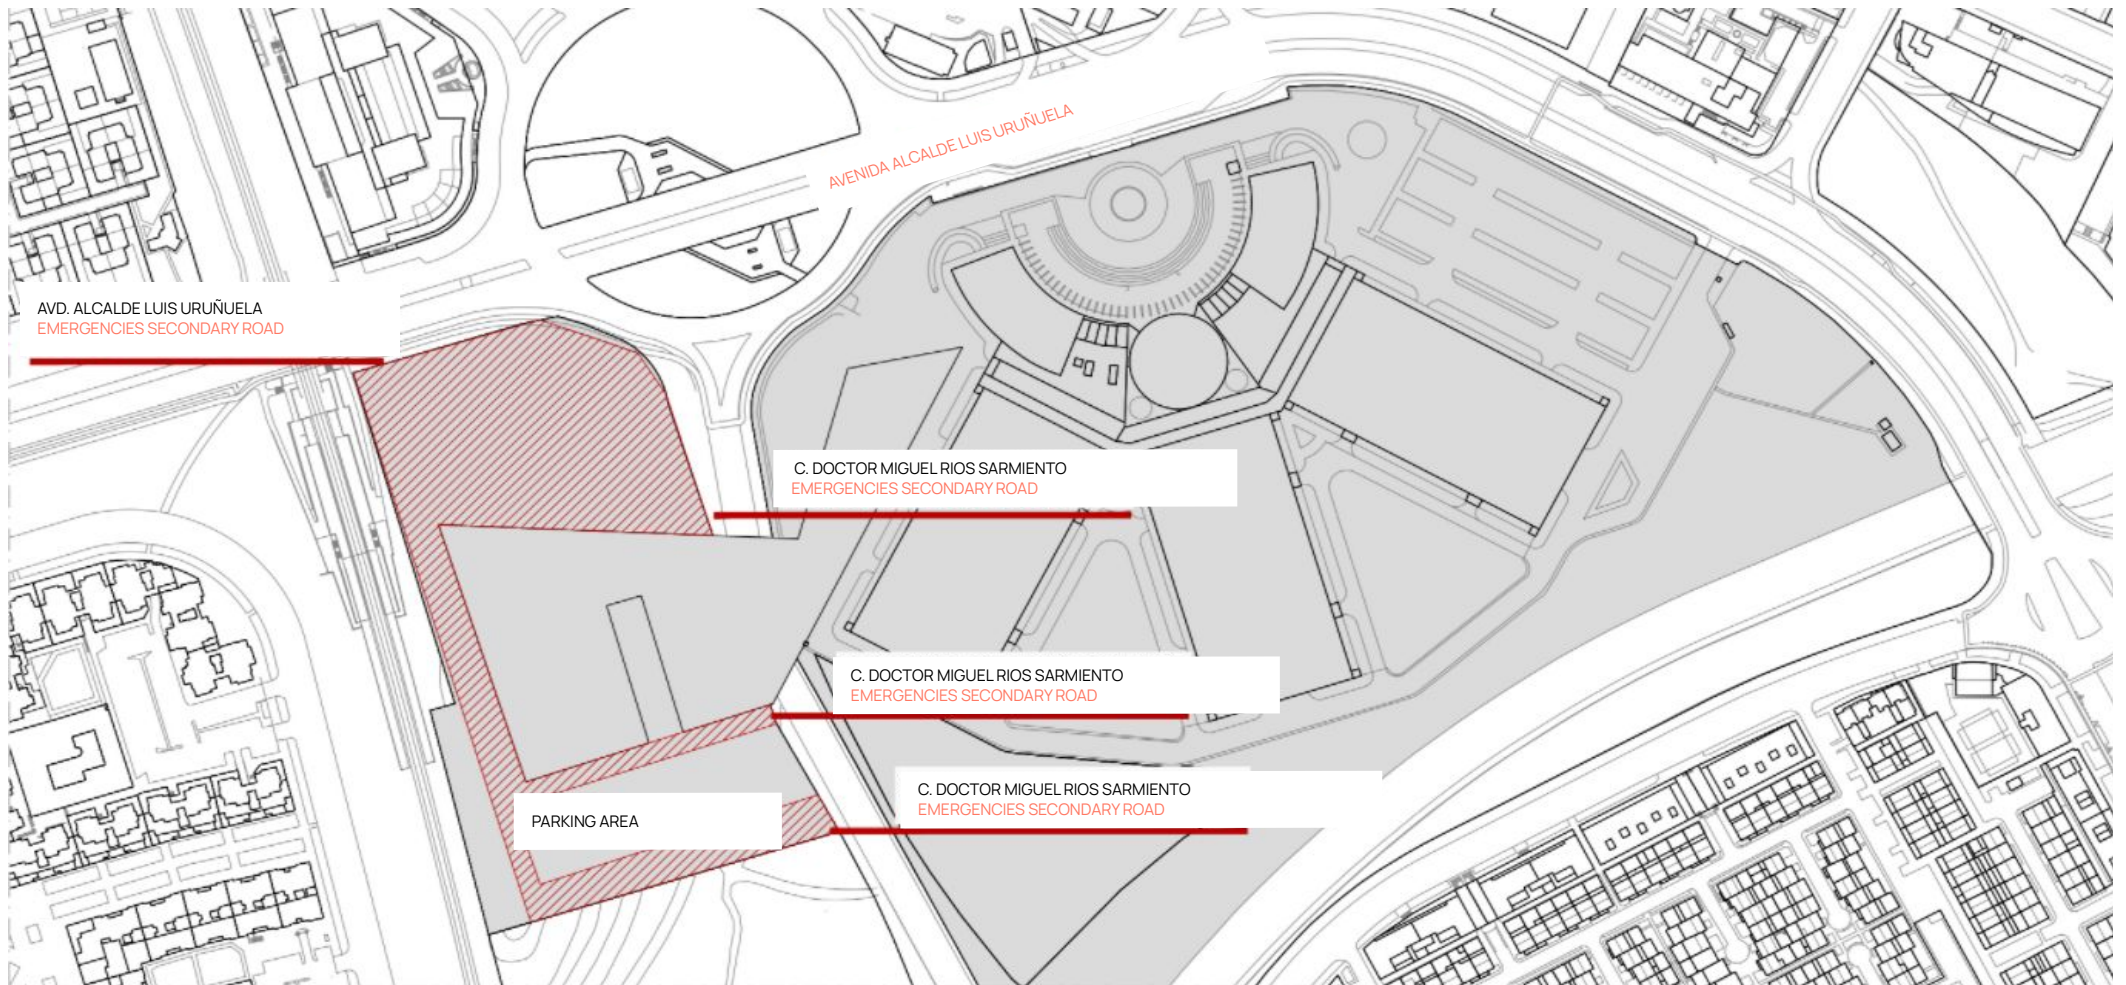 AVENIDA ALCALDE LUIS URUÑUELA
AVD. ALCALDE LUIS URUÑUELA
EMERGENCIES SECONDARY ROAD
C. DOCTOR MIGUEL RIOS SARMIENTO
EMERGENCIES SECONDARY ROAD
C. DOCTOR MIGUEL RIOS SARMIENTO
EMERGENCIES SECONDARY ROAD
C. DOCTOR MIGUEL RIOS SARMIENTO
EMERGENCIES SECONDARY ROAD
PARKING AREA